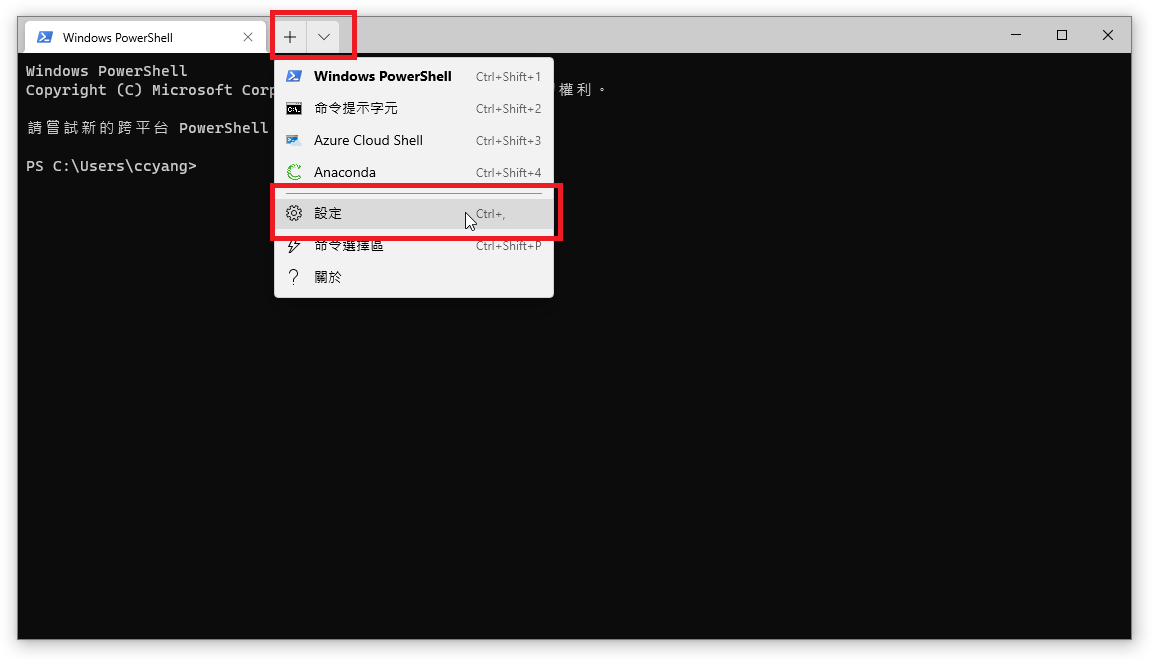 Windows PowerShell
Windows PowerShell
Copyright (C) Microsoft Corp
權利。
請嘗試新的跨平台 PowerShell
PS C:\Users\ccyang>
Windows PowerShell Ctrl+Shift+1
命令提示字元 Ctrl+Shift+2
Azure Cloud Shell Ctrl+Shift+3
Anaconda Ctrl+Shift+4
設定 Ctrl+,
命令選擇區 Ctrl+Shift+P
關於